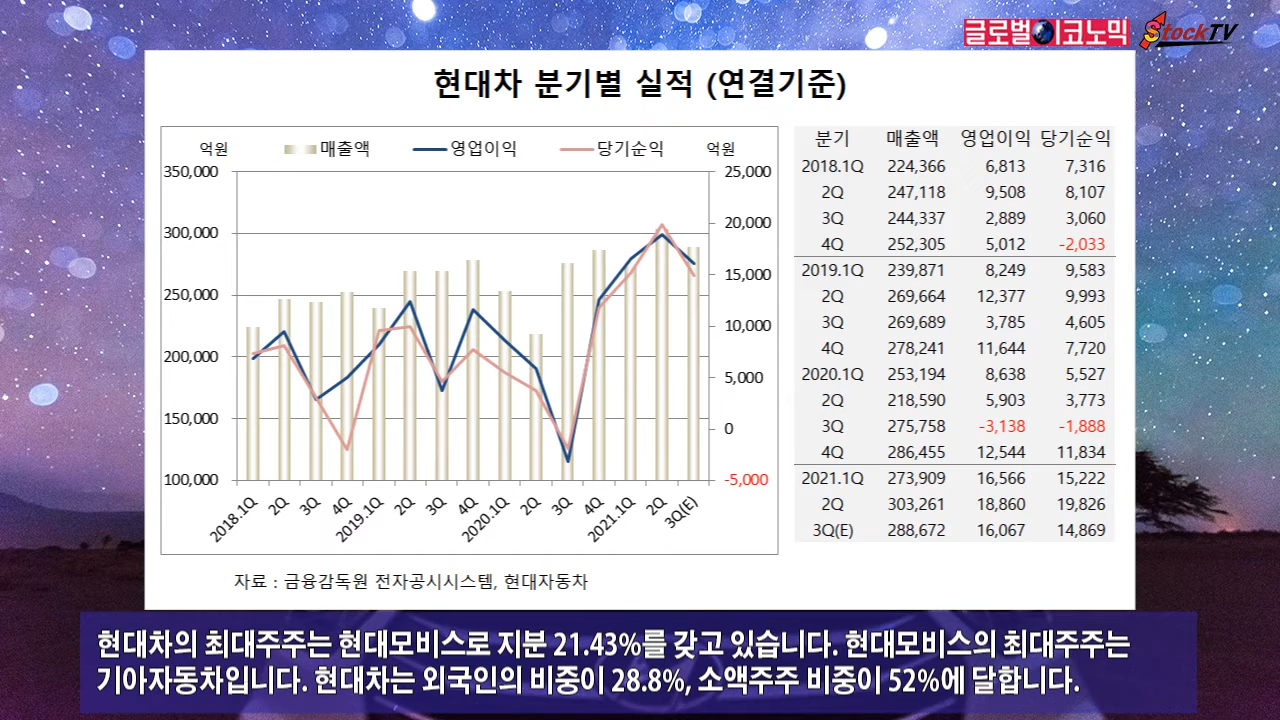 글로벌이코노믹 StockTV
현대차 분기별 실적 (연결기준)
억원 매출액 영업이익 당기순익 억원
350,000
300,000
250,000
200,000
150,000
100,000
25,000
20,000
15,000
10,000
5,000
0
-5,000
2018.1Q 2Q 3Q 4Q 2019.1Q 2Q 3Q 4Q 2020.1Q 2Q 3Q 4Q 2021.1Q 2Q 3Q(E)
분기 매출액 영업이익 당기순익
2018.1Q 224,366 6,813 7,316
2Q 247,118 9,508 8,107
3Q 244,337 2,889 3,060
4Q 252,305 5,012 -2,033
2019.1Q 239,871 8,249 9,583
2Q 269,664 12,377 9,993
3Q 269,689 3,785 4,605
4Q 278,241 11,644 7,720
2020.1Q 253,194 8,638 5,527
2Q 218,590 5,903 3,773
3Q 275,758 -3,138 -1,888
4Q 286,455 12,544 11,834
2021.1Q 273,909 16,566 15,222
2Q 303,261 18,860 19,826
3Q(E) 288,672 16,067 14,869
자료 : 금융감독원 전자공시시스템, 현대자동차
현대차의 최대주주는 현대모비스로 지분 21.43%를 갖고 있습니다. 현대모비스의 최대주주는
기아자동차입니다. 현대차는 외국인의 비중이 28.8%, 소액주주 비중이 52%에 달합니다.